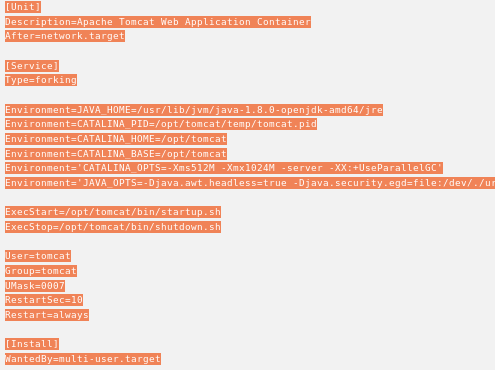 [Unit]
Description=Apache Tomcat Web Application Container
After=network.target
[Service]
Type=forking
Environment=JAVA_HOME=/usr/lib/jvm/java-1.8.0-openjdk-amd64/jre
Environment=CATALINA_PID=/opt/tomcat/temp/tomcat.pid
Environment=CATALINA_HOME=/opt/tomcat
Environment=CATALINA_BASE=/opt/tomcat
Environment='CATALINA_OPTS=-Xms512M -Xmx1024M -server -XX:+UseParallelGC'
Environment='JAVA_OPTS=-Djava.awt.headless=true -Djava.security.egd=file:/dev/./ur
ExecStart=/opt/tomcat/bin/startup.sh
ExecStop=/opt/tomcat/bin/shutdown.sh
User=tomcat
Group=tomcat
UMask=0007
RestartSec=10
Restart=always
[Install]
WantedBy=multi-user.target